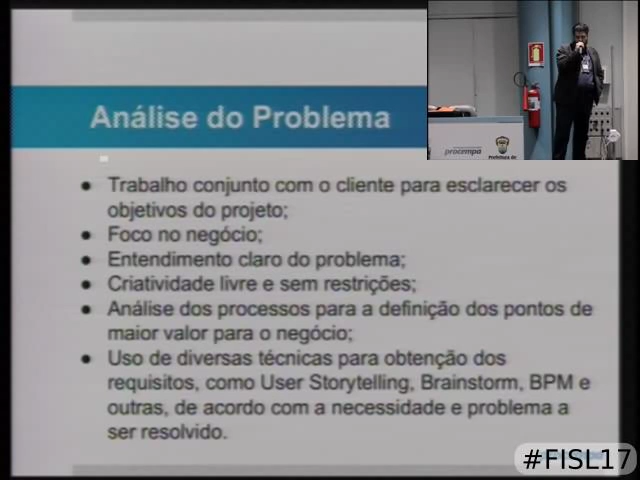 Análise do Problema
procempa
Prefeitura de
● Trabalho conjunto com o cliente para esclarecer os
objetivos do projeto;
● Foco no negócio;
● Entendimento claro do problema;
● Criatividade livre e sem restrições;
● Análise dos processos para a definição dos pontos de
maior valor para o negócio;
● Uso de diversas técnicas para obtenção dos
requisitos, como User Storytelling, Brainstorm, BPM e
outras, de acordo com a necessidade e problema a
ser resolvido.
#FISL17